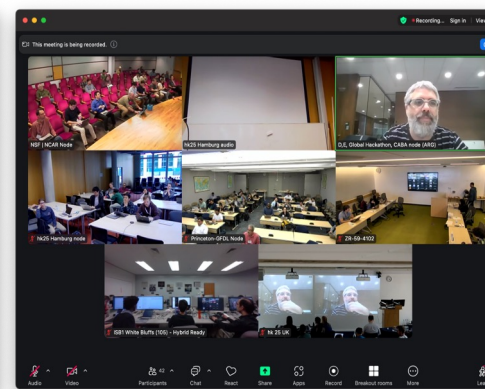 Recording...
Sign in
View
This meeting is being recorded.
NSF | NCAR Node
hk25 Hamburg audio
D,E, Global Hackathon, CABA node (ARG)
hk25 Hamburg node
Princeton-GFDL Node
ZR-59-4102
ISB1 White Bluffs (105) - Hybrid Ready
hk 25 UK
42
Audio
Video
Participants
Chat
React
Share
Apps
Record
Breakout rooms
More